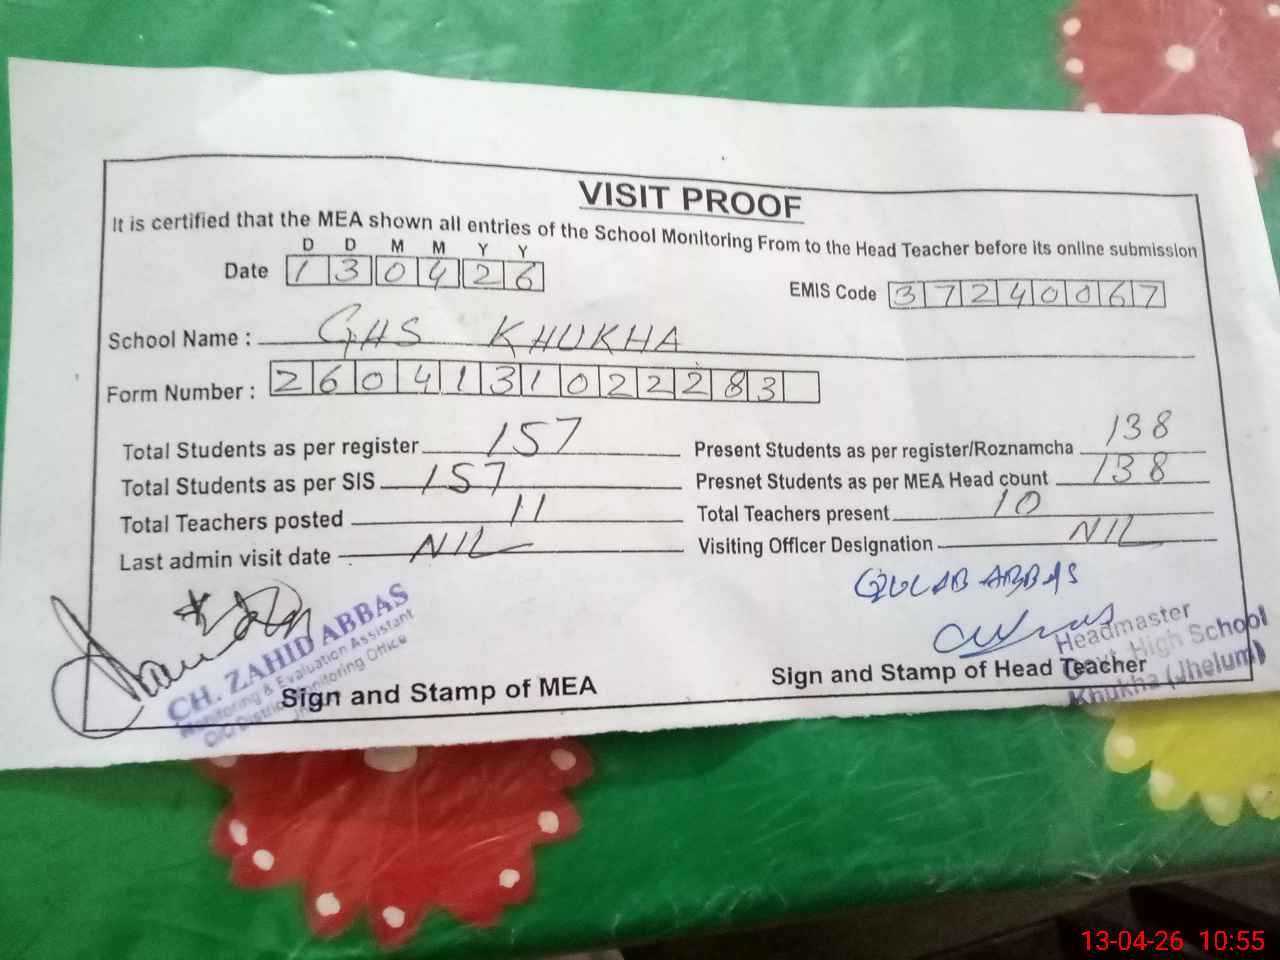 VISIT PROOF
It is certified that the MEA shown all entries of the School Monitoring From to the Head Teacher before its online submission
D D M M Y Y
Date 1 3 0 4 2 6
EMIS Code 3 7 2 4 0 0 6 7
School Name : GHS KHUKHA
Form Number : 2 6 0 4 1 3 1 0 2 2 2 8 3
Total Students as per register 157
Present Students as per register/Roznamcha 138
Total Students as per SIS 157
Presnet Students as per MEA Head count 138
Total Teachers posted 11
Total Teachers present 10
Last admin visit date NIL
Visiting Officer Designation NIL
GULAB ABBAS
CH. ZAHID ABBAS
Monitoring & Evaluation Assistant
O/O District Monitoring Office
Sign and Stamp of MEA
Headmaster
Govt. High School
Khukha (Jhelum)
Sign and Stamp of Head Teacher
13-04-26 10:55